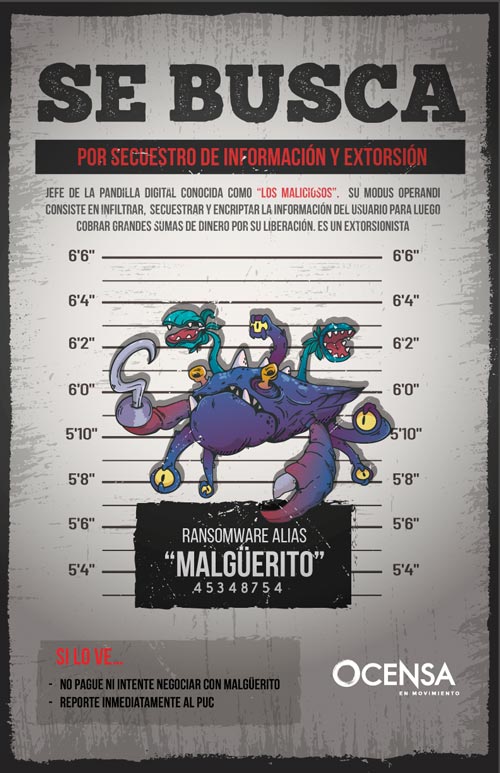 SE BUSCA
POR SECUESTRO DE INFORMACIÓN Y EXTORSIÓN
JEFE DE LA PANDILLA DIGITAL CONOCIDA COMO “LOS MALICIOSOS”. SU MODUS OPERANDI
CONSISTE EN INFILTRAR, SECUESTRAR Y ENCRIPTAR LA INFORMACIÓN DEL USUARIO PARA LUEGO
COBRAR GRANDES SUMAS DE DINERO POR SU LIBERACIÓN. ES UN EXTORSIONISTA
6'6" 6'6"
6'4" 6'4"
6'2" 6'2"
6'0" 6'0"
5'10" 5'10"
5'8" 5'8"
5'6" 5'6"
5'4" 5'4"
RANSOMWARE ALIAS
“MALGÜERITO”
45348754
SI LO VE...
- NO PAGUE NI INTENTE NEGOCIAR CON MALGÜERITO
- REPORTE INMEDIATAMENTE AL PUC
OCENSA
EN MOVIMIENTO